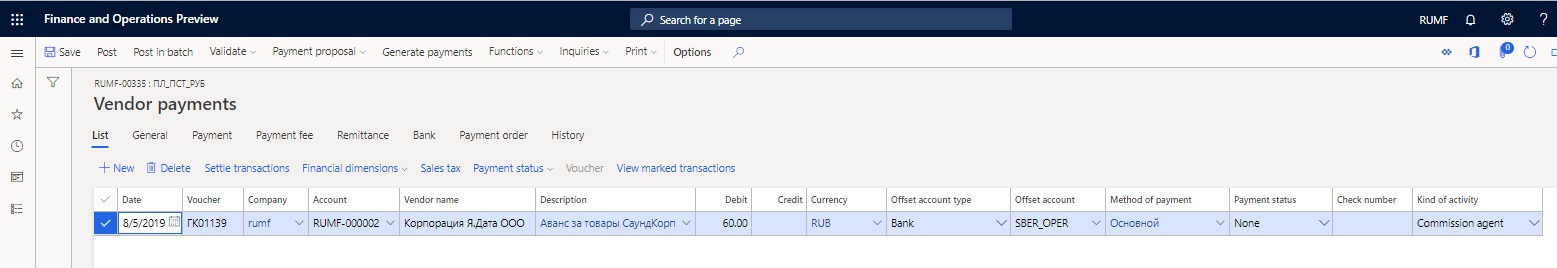 Finance and Operations Preview Search for a page RUMF ?
Save Post Post in batch Validate Payment proposal Generate payments Functions Inquiries Print Options 0
RUMF-00335 : ПЛ_ПСТ_РУБ
Vendor payments
List General Payment Payment fee Remittance Bank Payment order History
New Delete Settle transactions Financial dimensions Sales tax Payment status Voucher View marked transactions
Date Voucher Company Account Vendor name Description Debit Credit Currency Offset account type Offset account Method of payment Payment status Check number Kind of activity
8/5/2019 ГК01139 rumf RUMF-000002 Корпорация Я.Дата ООО Аванс за товары СаундКорп 60.00 RUB Bank SBER_OPER Основной None Commission agent